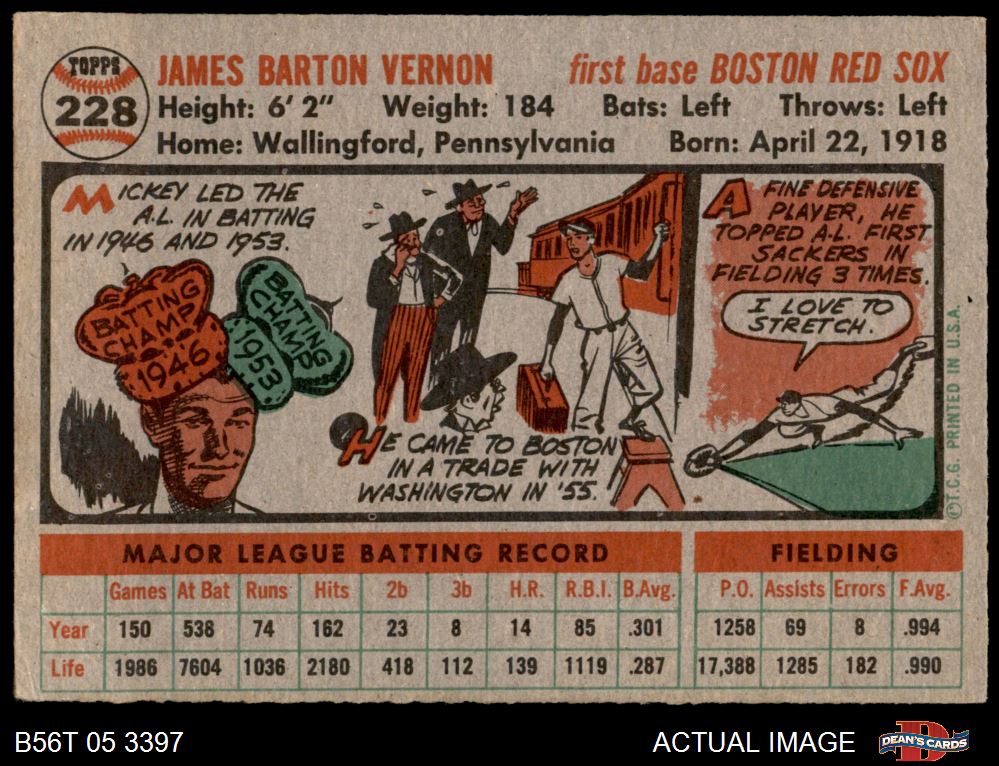 TOPPS
228
JAMES BARTON VERNON first base BOSTON RED SOX
Height: 6' 2" Weight: 184 Bats: Left Throws: Left
Home: Wallingford, Pennsylvania Born: April 22, 1918
MICKEY LED THE
A.L. IN BATTING
IN 1946 AND 1953.
BATTING
CHAMP
1946
BATTING
CHAMP
1953
HE CAME TO BOSTON
IN A TRADE WITH
WASHINGTON IN '55.
A FINE DEFENSIVE
PLAYER, HE
TOPPED A.L. FIRST
SACKERS IN
FIELDING 3 TIMES.
I LOVE TO
STRETCH.
©T.C.G. PRINTED IN U.S.A.
MAJOR LEAGUE BATTING RECORD FIELDING
Games At Bat Runs Hits 2b 3b H.R. R.B.I. B.Avg. P.O. Assists Errors F.Avg.
Year 150 538 74 162 23 8 14 85 .301 1258 69 8 .994
Life 1986 7604 1036 2180 418 112 139 1119 .287 17,388 1285 182 .990
B56T 05 3397 ACTUAL IMAGE
DEAN'S CARDS